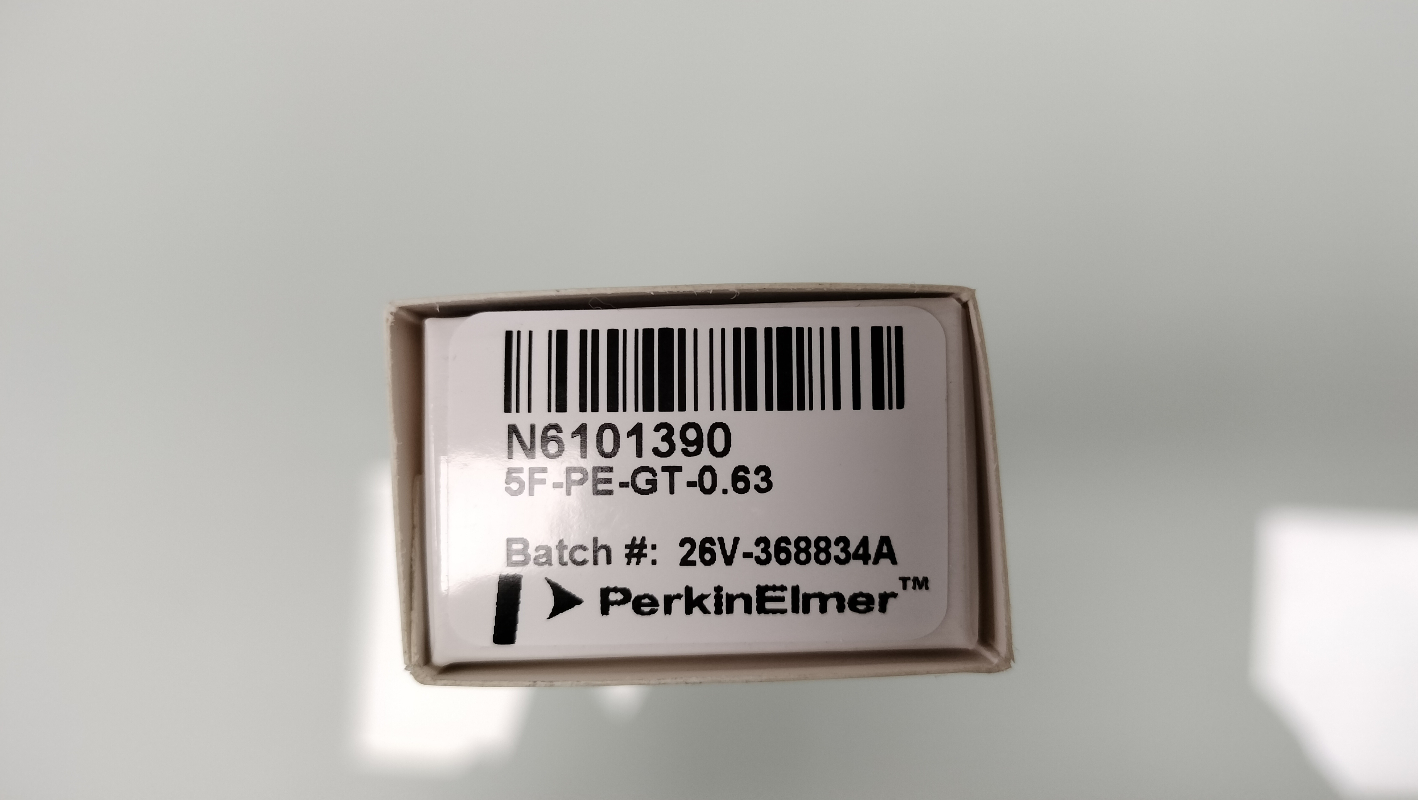 N6101390
5F-PE-GT-0.63
Batch #: 26V-368834A
PerkinElmer™